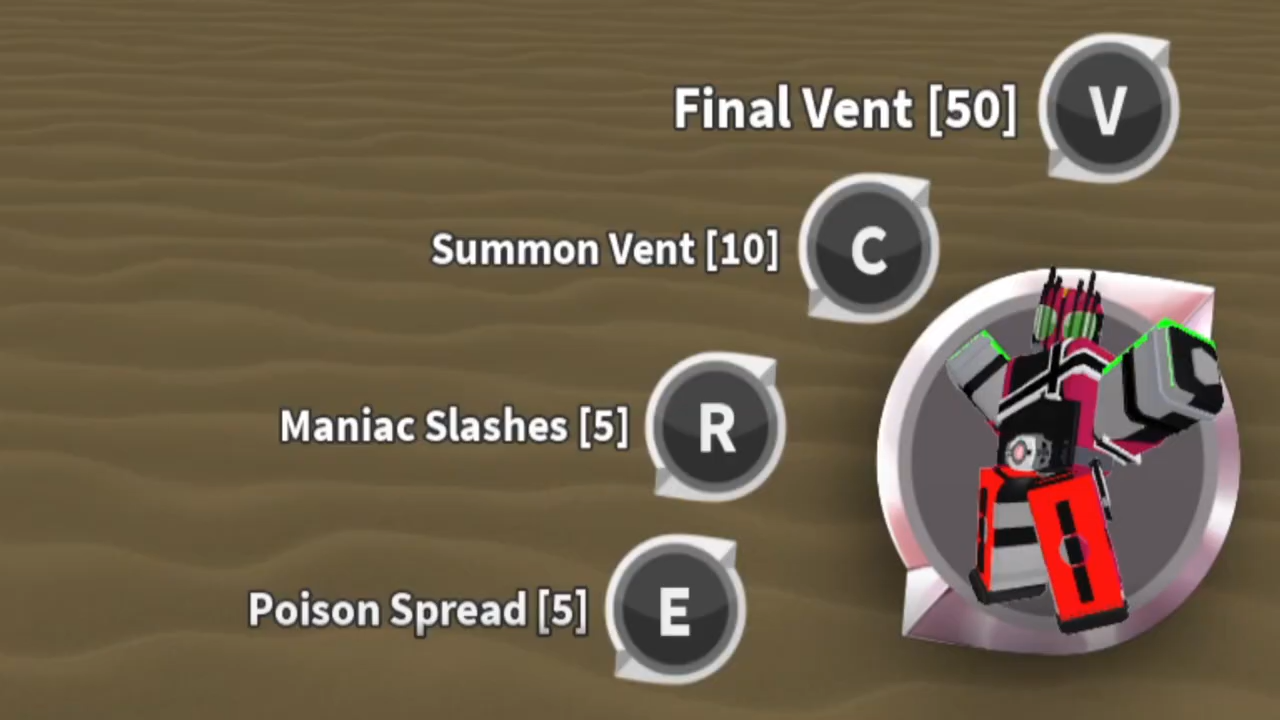 Final Vent [50] V
Summon Vent [10] C
Maniac Slashes [5] R
Poison Spread [5] E